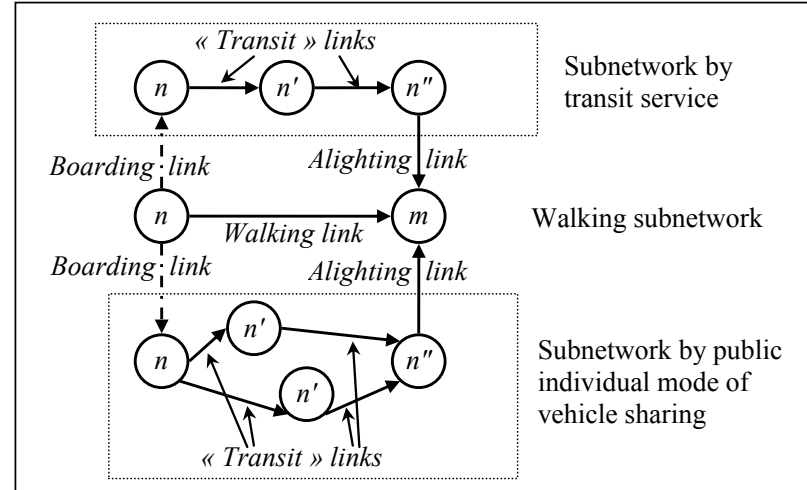 « Transit » links
n
n'
n"
Subnetwork by
transit service
Boarding link
Alighting link
n
m
Walking link
Walking subnetwork
Boarding link
Alighting link
n
n'
n'
n"
Subnetwork by public
individual mode of
vehicle sharing
« Transit » links